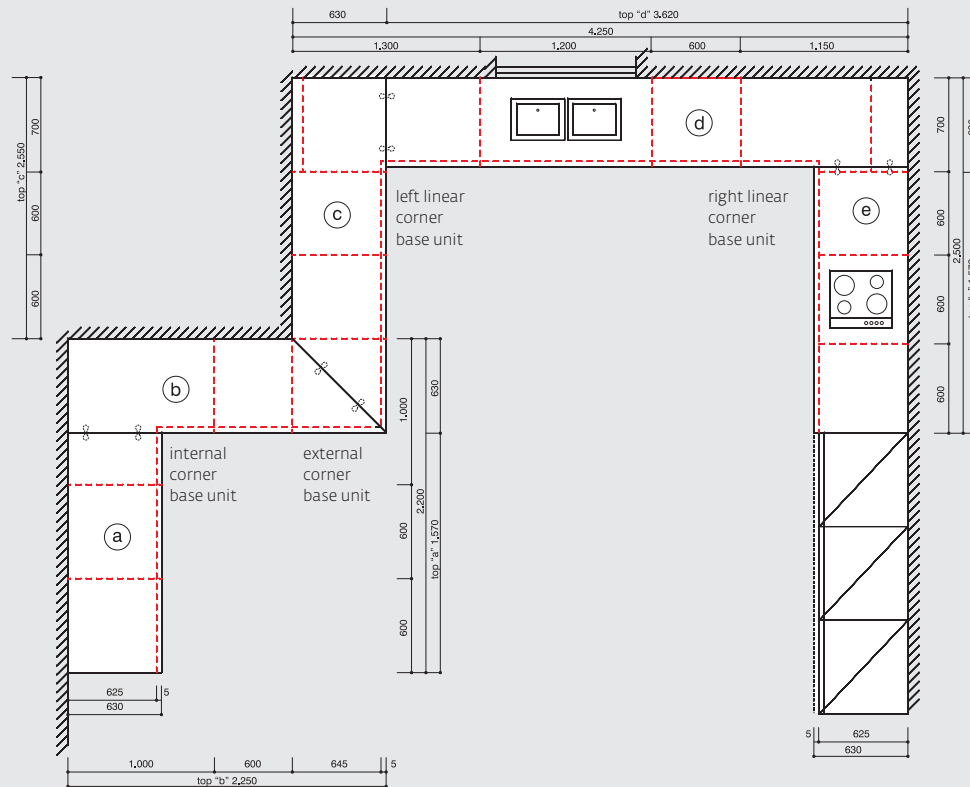 630
top “d” 3.620
4.250
1.300
1.200
600
1.150
top “c” 2.550
700
600
600
d
c
left linear
corner
base unit
right linear
corner
base unit
e
700
600
600
600
2.500
b
internal
corner
base unit
external
corner
base unit
a
1.000
600
600
2.200
630
top “a” 1.570
625
5
630
1.000
600
645
5
top “b” 2.250
5
625
630